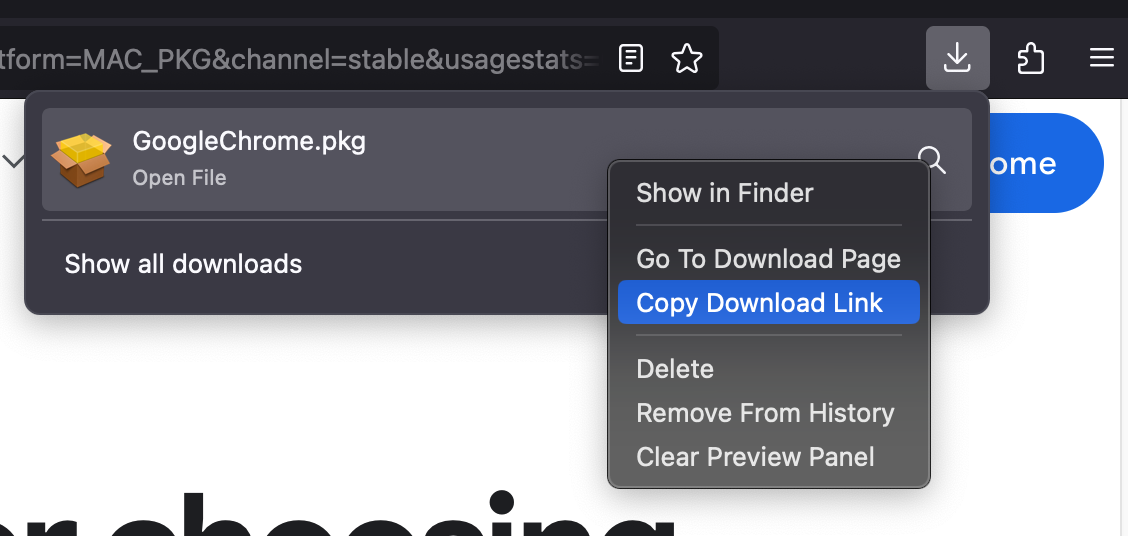 tform=MAC_PKG&channel=stable&usagestats=
GoogleChrome.pkg
Open File
ome
Show all downloads
Show in Finder
Go To Download Page
Copy Download Link
Delete
Remove From History
Clear Preview Panel
r choosing